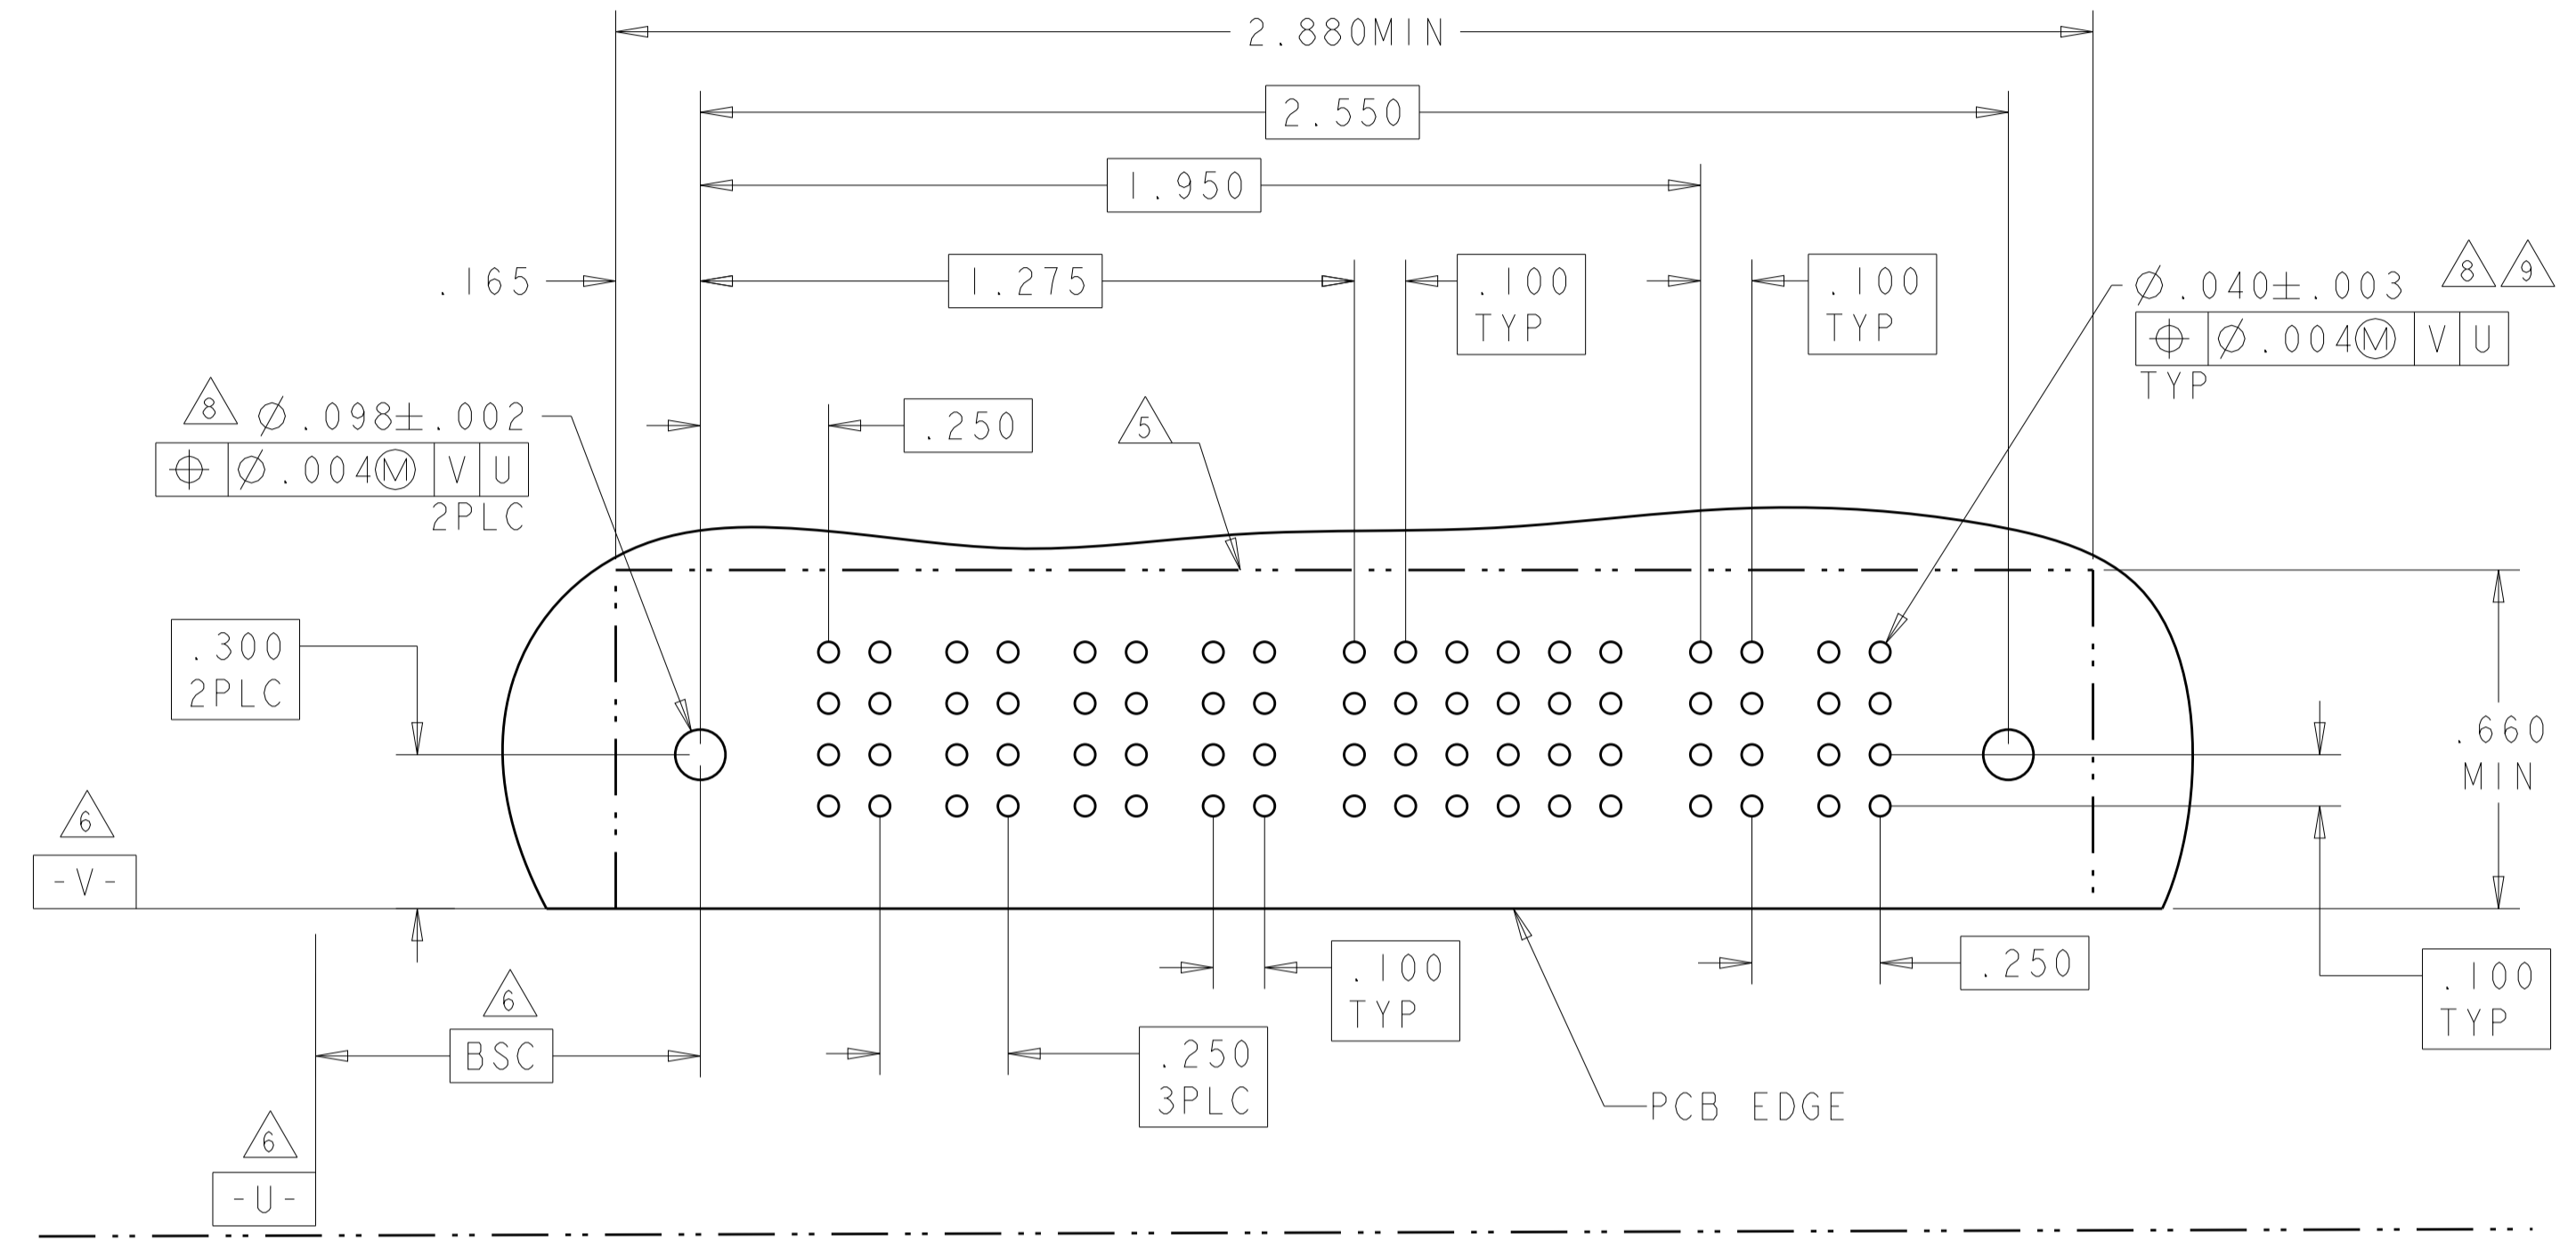 2.880MIN
2.550
1.950
.165
1.275
.100
TYP
.100
TYP
Ø.040±.003
8
9
⌖ Ø.004Ⓜ V U
TYP
8
Ø.098±.002
⌖ Ø.004Ⓜ V U
2PLC
.250
5
.300
2PLC
.660
MIN
6
-V-
.100
TYP
.250
.100
TYP
6
BSC
.250
3PLC
PCB EDGE
6
-U-